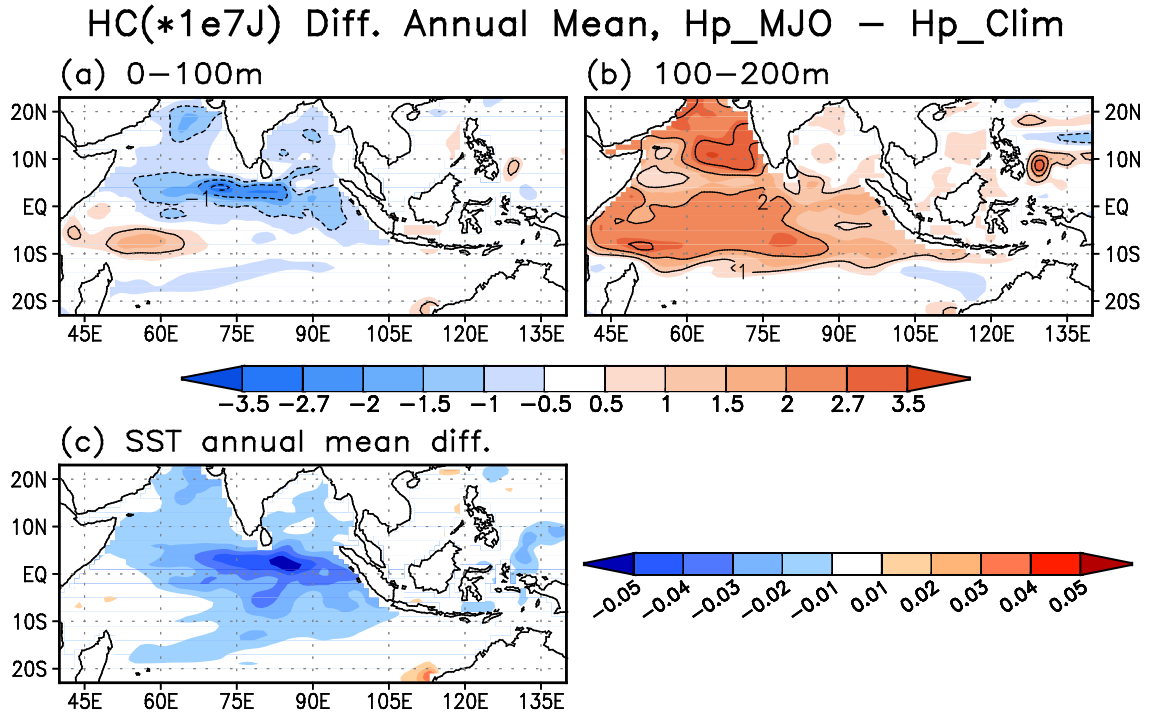 HC(*1e7J) Diff. Annual Mean, Hp_MJO − Hp_Clim
(a) 0−100m
(b) 100−200m
20N
10N
EQ
10S
20S
−1
2
1
20N
10N
EQ
10S
20S
45E 60E 75E 90E 105E 120E 135E
45E 60E 75E 90E 105E 120E 135E
−3.5 −2.7 −2 −1.5 −1 −0.5 0.5 1 1.5 2 2.7 3.5
(c) SST annual mean diff.
20N
10N
EQ
10S
20S
45E 60E 75E 90E 105E 120E 135E
−0.05 −0.04 −0.03 −0.02 −0.01 0.01 0.02 0.03 0.04 0.05